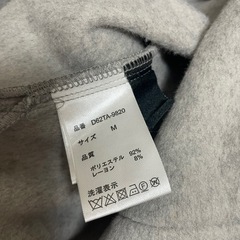 品番 D62TA-9820
サイズ M
品質
ポリエステル 92%
レーヨン 8%
洗濯表示